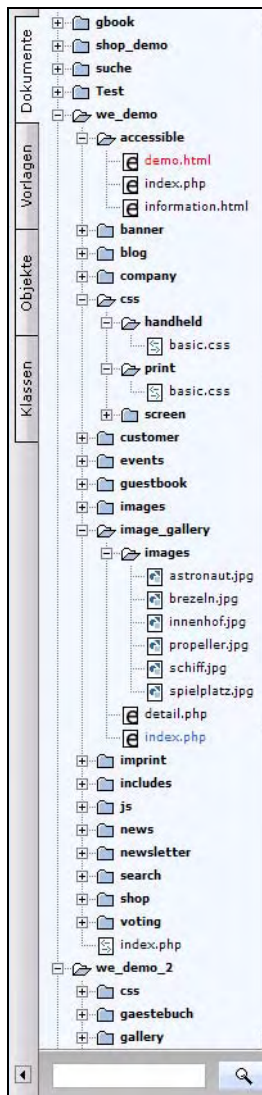 Dokumente
Vorlagen
Objekte
Klassen
gbook
shop_demo
suche
Test
we_demo
accessible
demo.html
index.php
information.html
banner
blog
company
css
handheld
basic.css
print
basic.css
screen
customer
events
guestbook
images
image_gallery
images
astronaut.jpg
brezeln.jpg
innenhof.jpg
propeller.jpg
schiff.jpg
spielplatz.jpg
detail.php
index.php
imprint
includes
js
news
newsletter
search
shop
voting
index.php
we_demo_2
css
gaestebuch
gallery